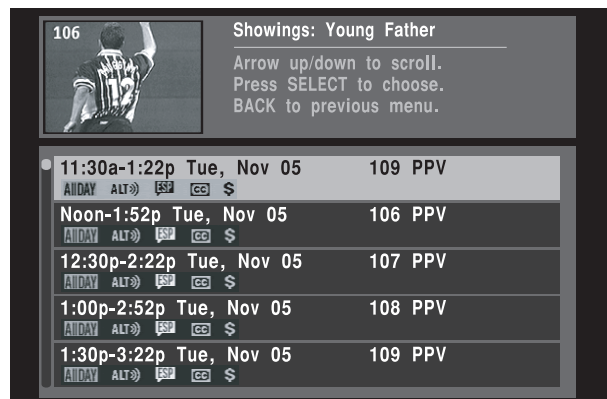 106
12
Showings: Young Father
Arrow up/down to scroll.
Press SELECT to choose.
BACK to previous menu.
11:30a-1:22p Tue, Nov 05 109 PPV
AllDAY ALT ESP CC $
Noon-1:52p Tue, Nov 05 106 PPV
AllDAY ALT ESP CC $
12:30p-2:22p Tue, Nov 05 107 PPV
AllDAY ALT ESP CC $
1:00p-2:52p Tue, Nov 05 108 PPV
AllDAY ALT ESP CC $
1:30p-3:22p Tue, Nov 05 109 PPV
AllDAY ALT ESP CC $